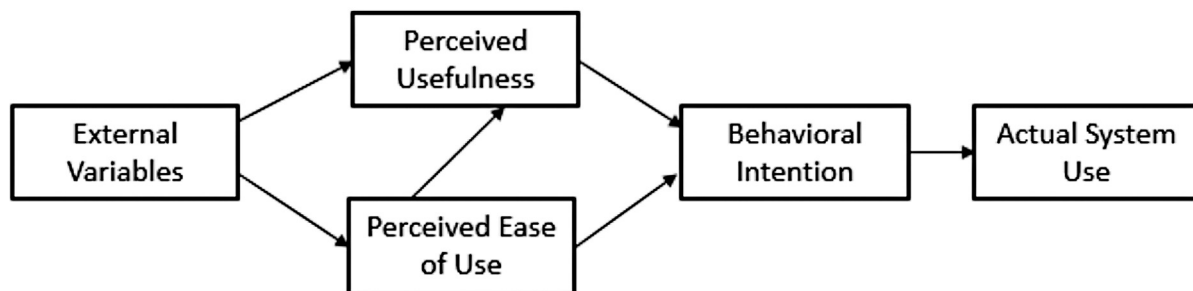 Perceived
Usefulness
External
Variables
Behavioral
Intention
Actual System
Use
Perceived Ease
of Use